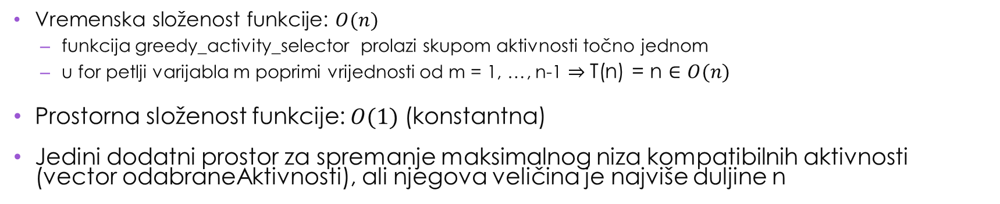 • Vremenska složenost funkcije: O(n)
– funkcija greedy_activity_selector prolazi skupom aktivnosti točno jednom
– u for petlji varijabla m poprimi vrijednosti od m = 1, …, n-1 ⇒ T(n) = n ∈ O(n)
• Prostorna složenost funkcije: O(1) (konstantna)
• Jedini dodatni prostor za spremanje maksimalnog niza kompatibilnih aktivnosti
(vector odabraneAktivnosti), ali njegova veličina je najviše duljine n